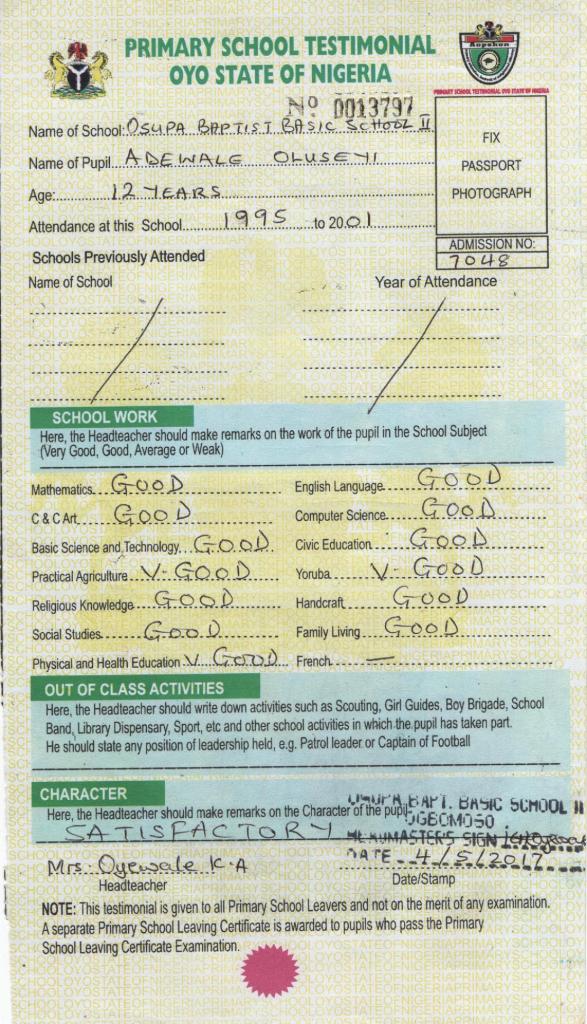 PRIMARY SCHOOL TESTIMONIAL
OYO STATE OF NIGERIA
Aopshon
PRIMARY SCHOOL TESTIMONIAL OYO STATE OF NIGERIA
No 0013797
Name of School: OSUPA BAPTIST BASIC SCHOOL II
Name of Pupil ADEWALE OLUSEYI
Age: 12 YEARS
Attendance at this School 1995 to 2001
FIX
PASSPORT
PHOTOGRAPH
ADMISSION NO:
7048
Schools Previously Attended
Name of School Year of Attendance
SCHOOL WORK
Here, the Headteacher should make remarks on the work of the pupil in the School Subject
(Very Good, Good, Average or Weak)
Mathematics GOOD English Language GOOD
C & C Art GOOD Computer Science GOOD
Basic Science and Technology, GOOD Civic Education GOOD
Practical Agriculture V. GOOD Yoruba V- GOOD
Religious Knowledge GOOD Handcraft GOOD
Social Studies GOOD Family Living GOOD
Physical and Health Education V GOOD French —
OUT OF CLASS ACTIVITIES
Here, the Headteacher should write down activities such as Scouting, Girl Guides, Boy Brigade, School
Band, Library Dispensary, Sport, etc and other school activities in which the pupil has taken part.
He should state any position of leadership held, e.g. Patrol leader or Captain of Football
CHARACTER
Here, the Headteacher should make remarks on the Character of the pupil
SATISFACTORY
OSUPA BAPT. BASIC SCHOOL II
OGBOMOSO
HEADMASTER'S SIGN
DATE 4/5/2017
Mrs. Oyewale K.A
Headteacher
Date/Stamp
NOTE: This testimonial is given to all Primary School Leavers and not on the merit of any examination.
A separate Primary School Leaving Certificate is awarded to pupils who pass the Primary
School Leaving Certificate Examination.